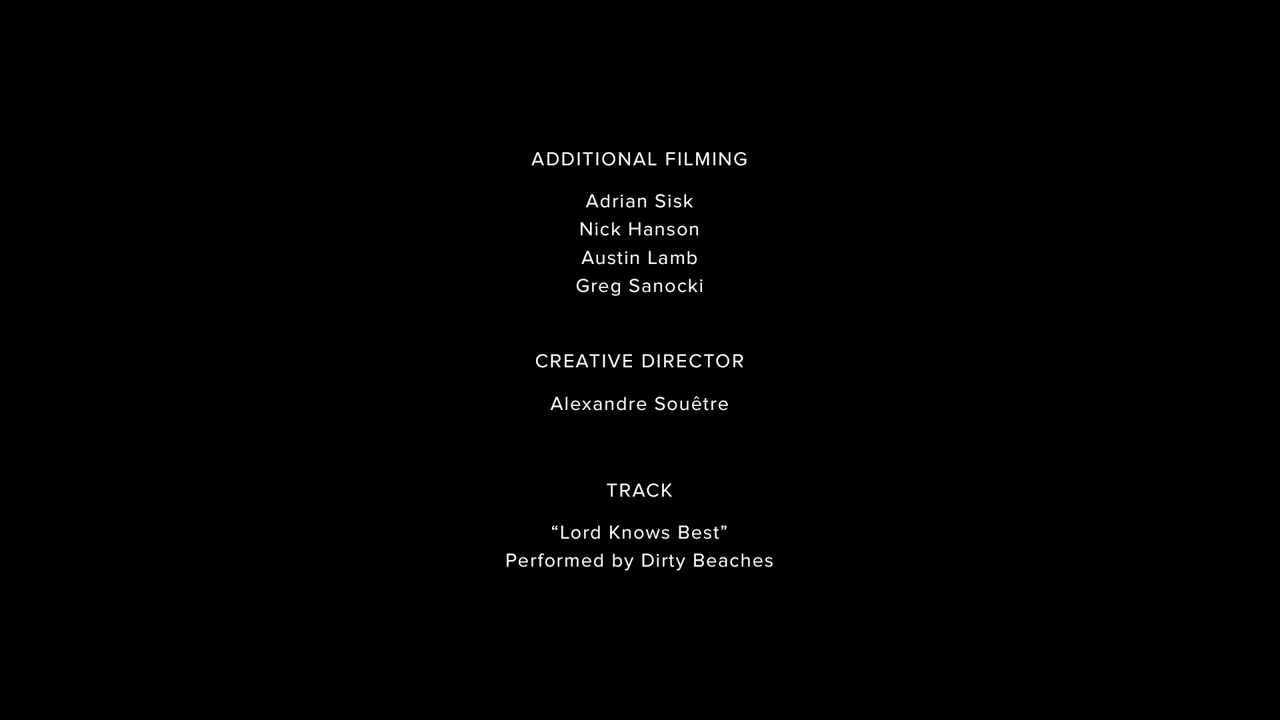 ADDITIONAL FILMING
Adrian Sisk
Nick Hanson
Austin Lamb
Greg Sanocki
CREATIVE DIRECTOR
Alexandre Souêtre
TRACK
“Lord Knows Best”
Performed by Dirty Beaches